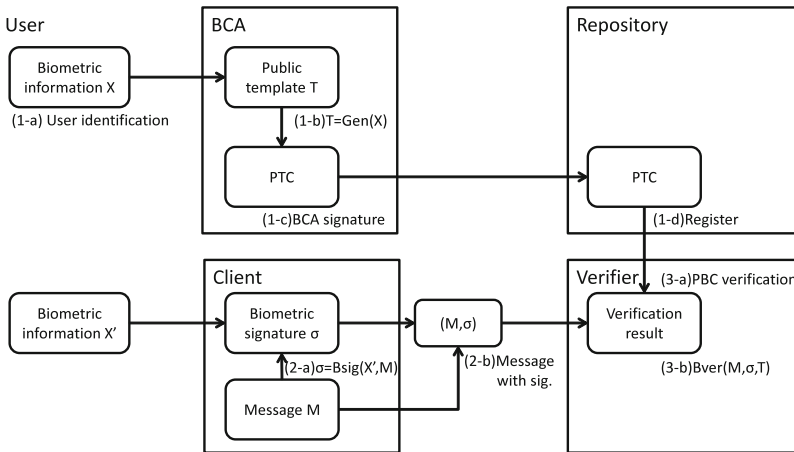 User
BCA
Repository
Biometric
information X
Public
template T
(1-a) User identification
(1-b)T=Gen(X)
PTC
PTC
(1-c)BCA signature
(1-d)Register
Client
Verifier
(3-a)PBC verification
Biometric
information X’
Biometric
signature σ
(M,σ)
Verification
result
(2-a)σ=Bsig(X’,M)
(2-b)Message
with sig.
(3-b)Bver(M,σ,T)
Message M